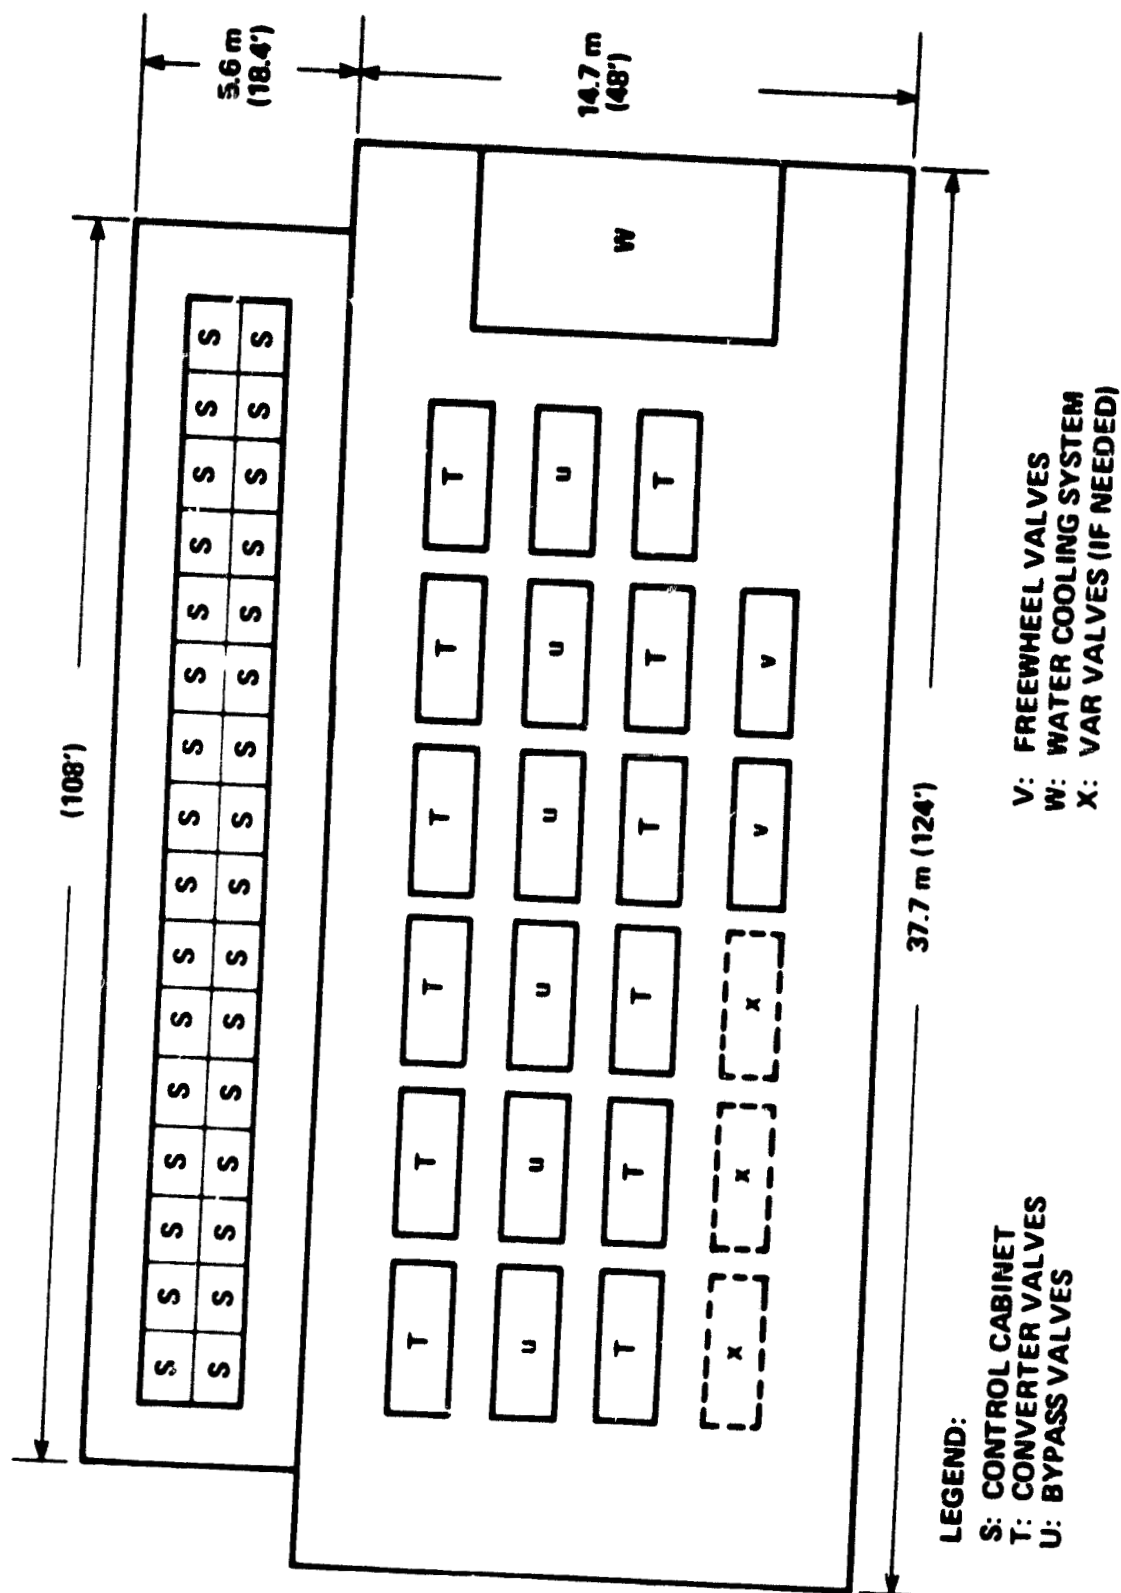 (108')
5.6 m
(18.4')
S S S S S S S S S S S S S S S S
S S S S S S S S S S S S S S S S
T T T T T T
u u u u u u
W
14.7 m
(48')
T T T T T T
x x x v v
37.7 m (124')
LEGEND:
S: CONTROL CABINET
T: CONVERTER VALVES
U: BYPASS VALVES
V: FREEWHEEL VALVES
W: WATER COOLING SYSTEM
X: VAR VALVES (IF NEEDED)